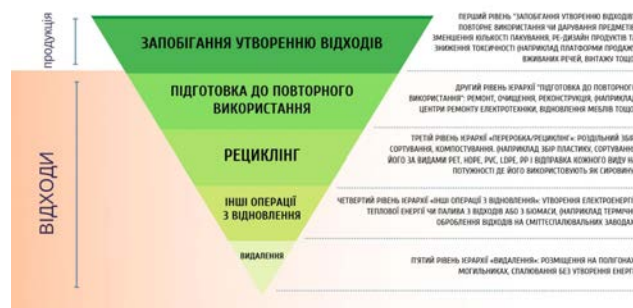 продукція
ВІДХОДИ
ЗАПОБІГАННЯ УТВОРЕННЮ ВІДХОДІВ
ПІДГОТОВКА ДО ПОВТОРНОГО
ВИКОРИСТАННЯ
РЕЦИКЛІНГ
ІНШІ ОПЕРАЦІЇ
З ВІДНОВЛЕННЯ
ВИДАЛЕННЯ
ПЕРШИЙ РІВЕНЬ "ЗАПОБІГАННЯ УТВОРЕННЮ ВІДХОДІВ
ПОВТОРНЕ ВИКОРИСТАННЯ ЧИ ДАРУВАННЯ ПРЕДМЕТІВ
ЗМЕНШЕННЯ КІЛЬКОСТІ ПАКУВАННЯ, РЕ-ДИЗАЙН ПРОДУКТІВ ТА
ЗНИЖЕННЯ ТОКСИЧНОСТІ (НАПРИКЛАД ПЛАТФОРМИ ПРОДАЖУ
ВЖИВАНИХ РЕЧЕЙ, ВІНТАЖУ ТОЩО
ДРУГИЙ РІВЕНЬ ІЄРАРХІЇ "ПІДГОТОВКА ДО ПОВТОРНОГО
ВИКОРИСТАННЯ": РЕМОНТ, ОЧИЩЕННЯ, РЕКОНСТРУКЦІЯ, (НАПРИКЛАД
ЦЕНТРИ РЕМОНТУ ЕЛЕКТРОТЕХНІКИ, ВІДНОВЛЕННЯ МЕБЛІВ ТОЩО
ТРЕТІЙ РІВЕНЬ ІЄРАРХІЇ «ПЕРЕРОБКА/РЕЦИКЛІНГ»: РОЗДІЛЬНИЙ ЗБІР
СОРТУВАННЯ, КОМПОСТУВАННЯ. (НАПРИКЛАД ЗБІР ПЛАСТИКУ, СОРТУВАННЯ
ЙОГО ЗА ВИДАМИ PET, HDPE, PVC, LDPE, PP І ВІДПРАВКА КОЖНОГО ВИДУ НА
ПОТУЖНОСТІ ДЕ ЙОГО ВИКОРИСТОВУЮТЬ ЯК СИРОВИНУ
ЧЕТВЕРТИЙ РІВЕНЬ ІЄРАРХІЇ «ІНШІ ОПЕРАЦІЇ З ВІДНОВЛЕННЯ»: УТВОРЕННЯ ЕЛЕКТРОЕНЕРГІЇ
ТЕПЛОВОЇ ЕНЕРГІЇ ЧИ ПАЛИВА З ВІДХОДІВ АБО З БІОМАСИ, (НАПРИКЛАД ТЕРМІЧНЕ
ОБРОБЛЕННЯ ВІДХОДІВ НА СМІТТЄСПАЛЮВАЛЬНИХ ЗАВОДАХ
П'ЯТИЙ РІВЕНЬ ІЄРАРХІЇ «ВИДАЛЕННЯ»: РОЗМІЩЕННЯ НА ПОЛІГОНАХ
МОГИЛЬНИКАХ, СПАЛЮВАННЯ БЕЗ УТВОРЕННЯ ЕНЕРГІЇ